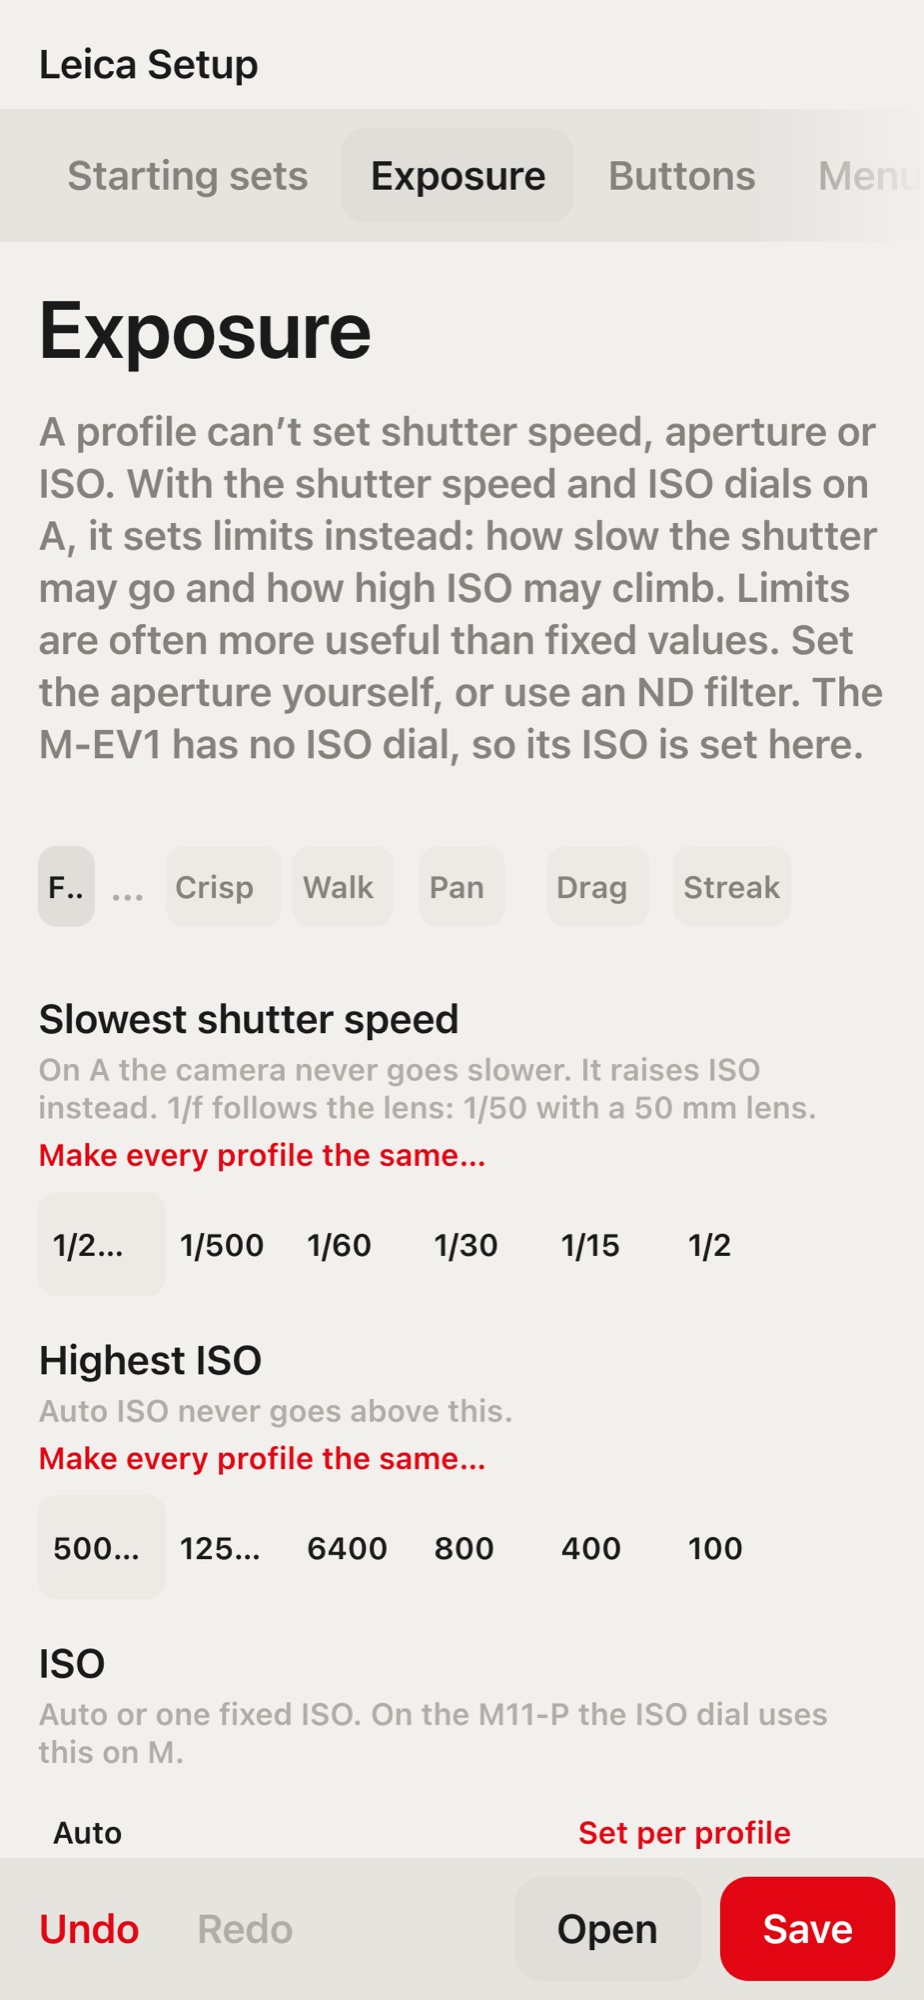 Leica Setup
Starting sets Exposure Buttons Menu
Exposure
A profile can’t set shutter speed, aperture or
ISO. With the shutter speed and ISO dials on
A, it sets limits instead: how slow the shutter
may go and how high ISO may climb. Limits
are often more useful than fixed values. Set
the aperture yourself, or use an ND filter. The
M-EV1 has no ISO dial, so its ISO is set here.
F.. ... Crisp Walk Pan Drag Streak
Slowest shutter speed
On A the camera never goes slower. It raises ISO
instead. 1/f follows the lens: 1/50 with a 50 mm lens.
Make every profile the same...
1/2... 1/500 1/60 1/30 1/15 1/2
Highest ISO
Auto ISO never goes above this.
Make every profile the same...
500... 125... 6400 800 400 100
ISO
Auto or one fixed ISO. On the M11-P the ISO dial uses
this on M.
Auto Set per profile
Undo Redo Open Save